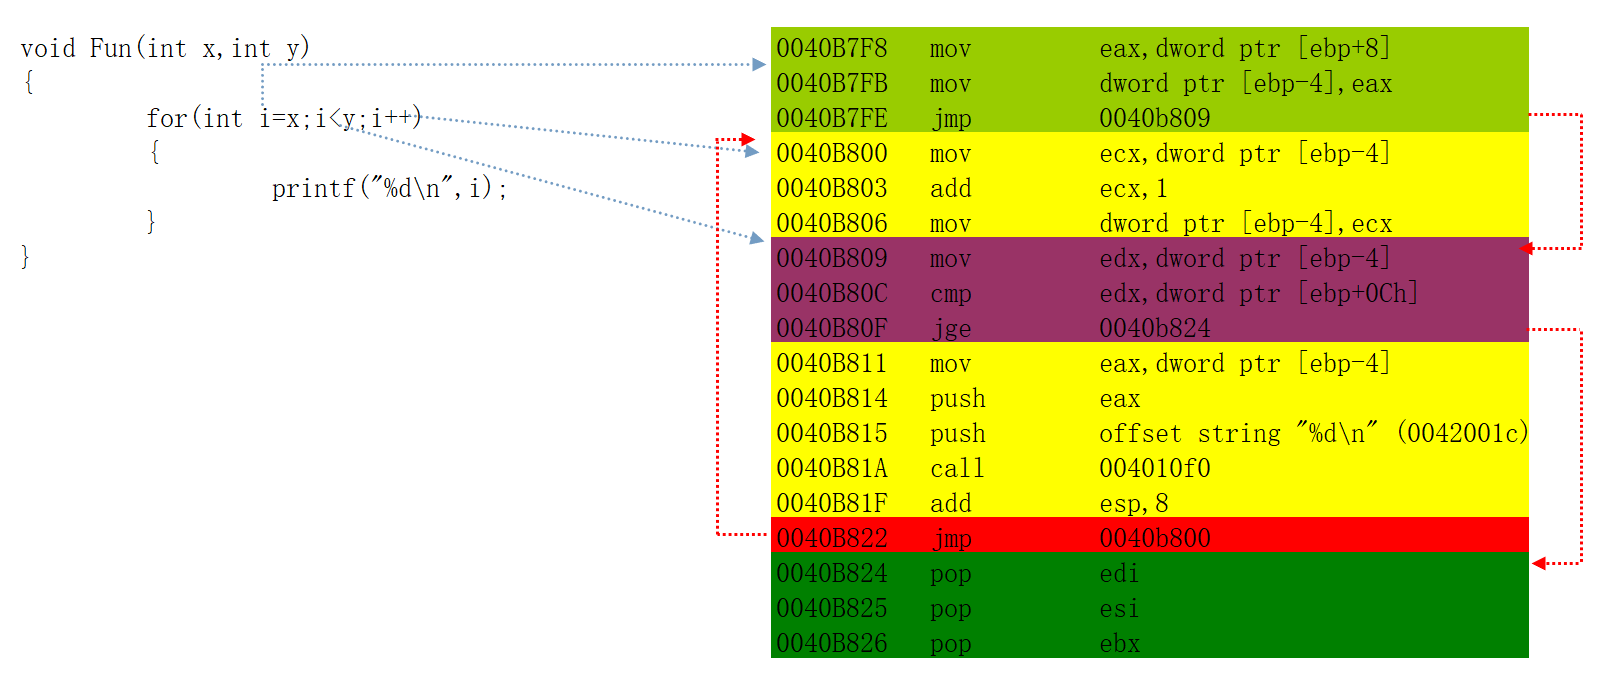 void Fun(int x,int y)
{
for(int i=x;i<y;i++)
{
printf("%d\n",i);
}
}
0040B7F8 mov eax,dword ptr [ebp+8]
0040B7FB mov dword ptr [ebp-4],eax
0040B7FE jmp 0040b809
0040B800 mov ecx,dword ptr [ebp-4]
0040B803 add ecx,1
0040B806 mov dword ptr [ebp-4],ecx
0040B809 mov edx,dword ptr [ebp-4]
0040B80C cmp edx,dword ptr [ebp+0Ch]
0040B80F jge 0040b824
0040B811 mov eax,dword ptr [ebp-4]
0040B814 push eax
0040B815 push offset string "%d\n" (0042001c)
0040B81A call 004010f0
0040B81F add esp,8
0040B822 jmp 0040b800
0040B824 pop edi
0040B825 pop esi
0040B826 pop ebx